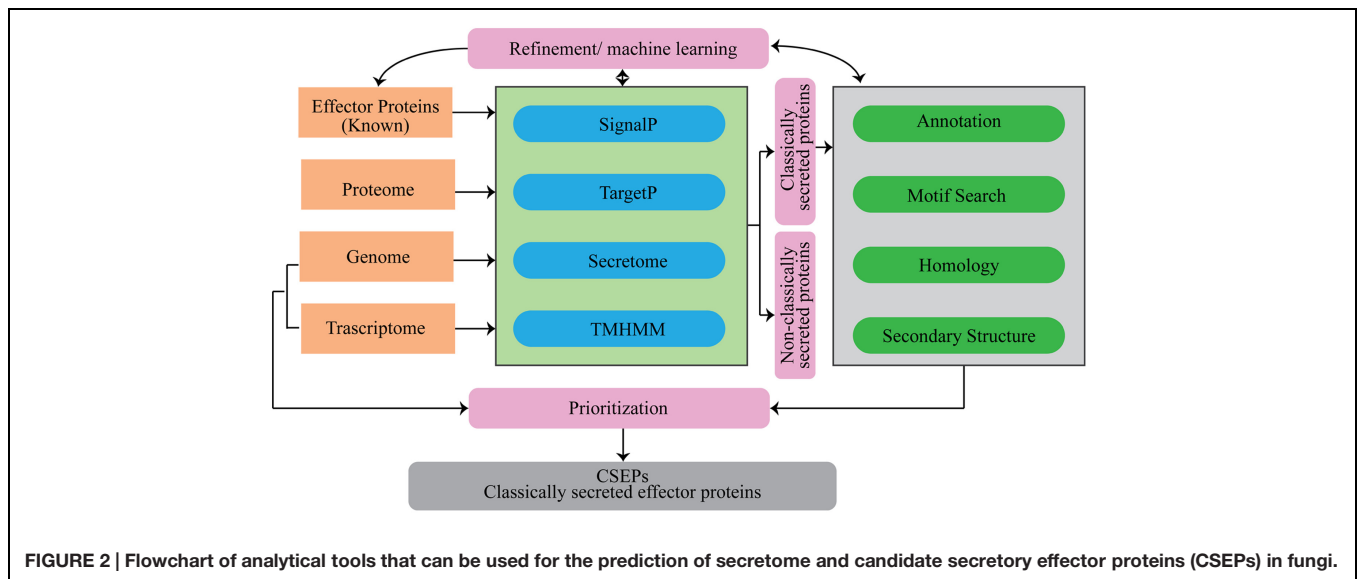 Refinement/ machine learning
Effector Proteins
(Known)
Proteome
Genome
Trascriptome
SignalP
TargetP
Secretome
TMHMM
Classically
secreted proteins
Non-classically
secreted proteins
Annotation
Motif Search
Homology
Secondary Structure
Prioritization
CSEPs
Classically secreted effector proteins
FIGURE 2 | Flowchart of analytical tools that can be used for the prediction of secretome and candidate secretory effector proteins (CSEPs) in fungi.